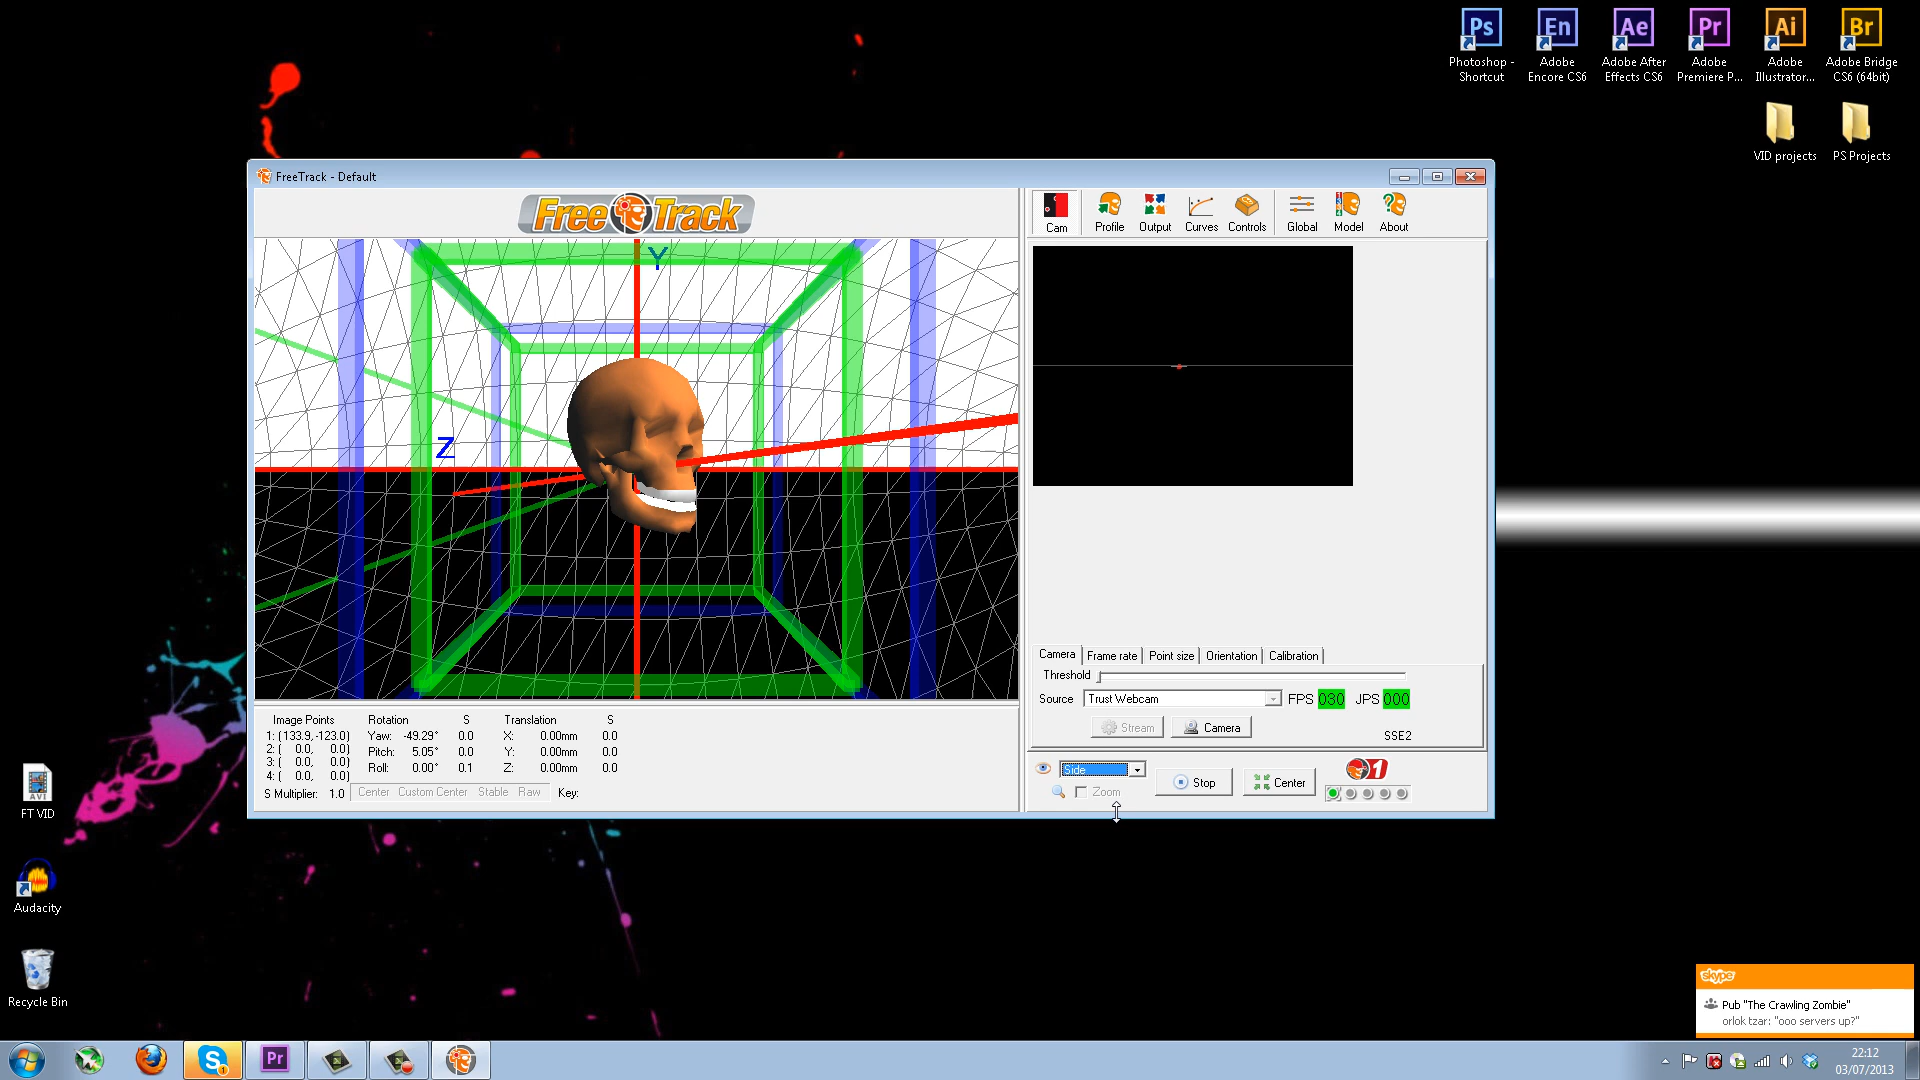 Ps
Photoshop -
Shortcut
En
Adobe
Encore CS6
Ae
Adobe After
Effects CS6
Pr
Adobe
Premiere P...
Ai
Adobe
Illustrator...
Br
Adobe Bridge
CS6 (64bit)
VID projects
PS Projects
FreeTrack - Default
FreeTrack
Y
Z
Cam
Profile
Output
Curves
Controls
Global
Model
About
Camera
Frame rate
Point size
Orientation
Calibration
Threshold
Source
Trust Webcam
FPS 030
JPS 000
Stream
Camera
SSE2
Image Points
Rotation
S
Translation
S
1: (133.9, -123.0)
Yaw: -49.29° 0.0
X: 0.00mm 0.0
2: ( 0.0, 0.0)
Pitch: 5.05° 0.0
Y: 0.00mm 0.0
3: ( 0.0, 0.0)
Roll: 0.00° 0.1
Z: 0.00mm 0.0
4: ( 0.0, 0.0)
S Multiplier: 1.0
Center
Custom Center
Stable
Raw
Key:
Side
Zoom
Stop
Center
1
AVI
FT VID
Audacity
Recycle Bin
skype
Pub "The Crawling Zombie"
orlok tzar: "ooo servers up?"
S
1
Pr
22:12
03/07/2013